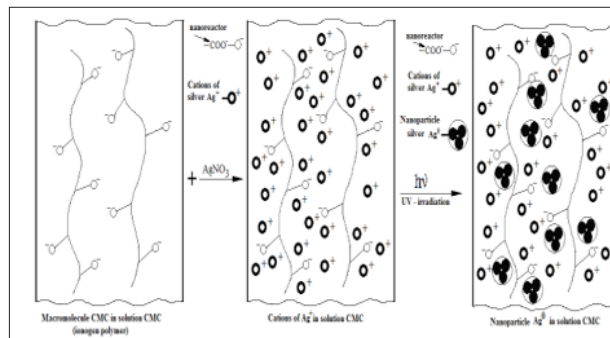 nanoreactor
-COO-
Cations of
silver Ag+
+
AgNO3
Macromolecule CMC in solution CMC
(ionogen polymer)
nanoreactor
-COO-
Cations of
silver Ag+
Nanoparticle
silver Ag0
hν
UV - irradiation
Cations of Ag+ in solution CMC
Nanoparticle Ag0 in solution CMC